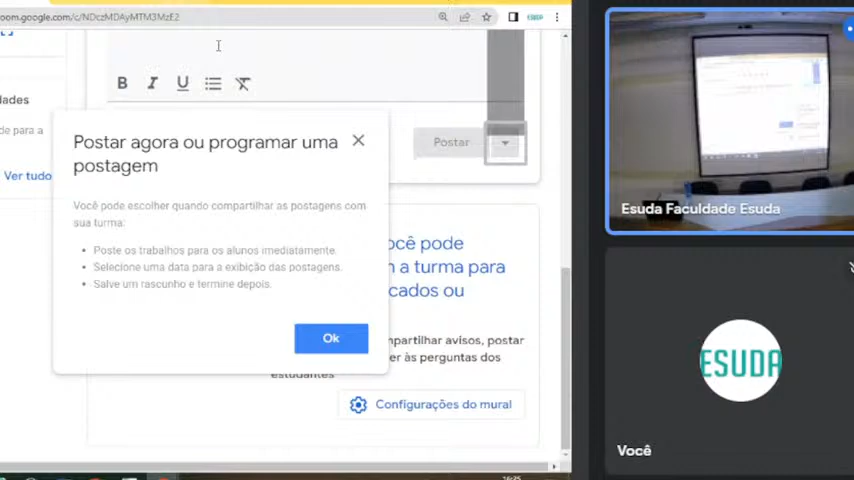 oom.google.com/c/NDczMDAyMTM3MzE2
B I U
dades
de para a
Ver tudo
Postar
Postar agora ou programar uma
postagem
Você pode escolher quando compartilhar as postagens com
sua turma:
Poste os trabalhos para os alunos imediatamente.
Selecione uma data para a exibição das postagens.
Salve um rascunho e termine depois.
Ok
ocê pode
n a turma para
cados ou
mpartilhar avisos, postar
er às perguntas dos
estudantes
Configurações do mural
Esuda Faculdade Esuda
ESUDA
Você